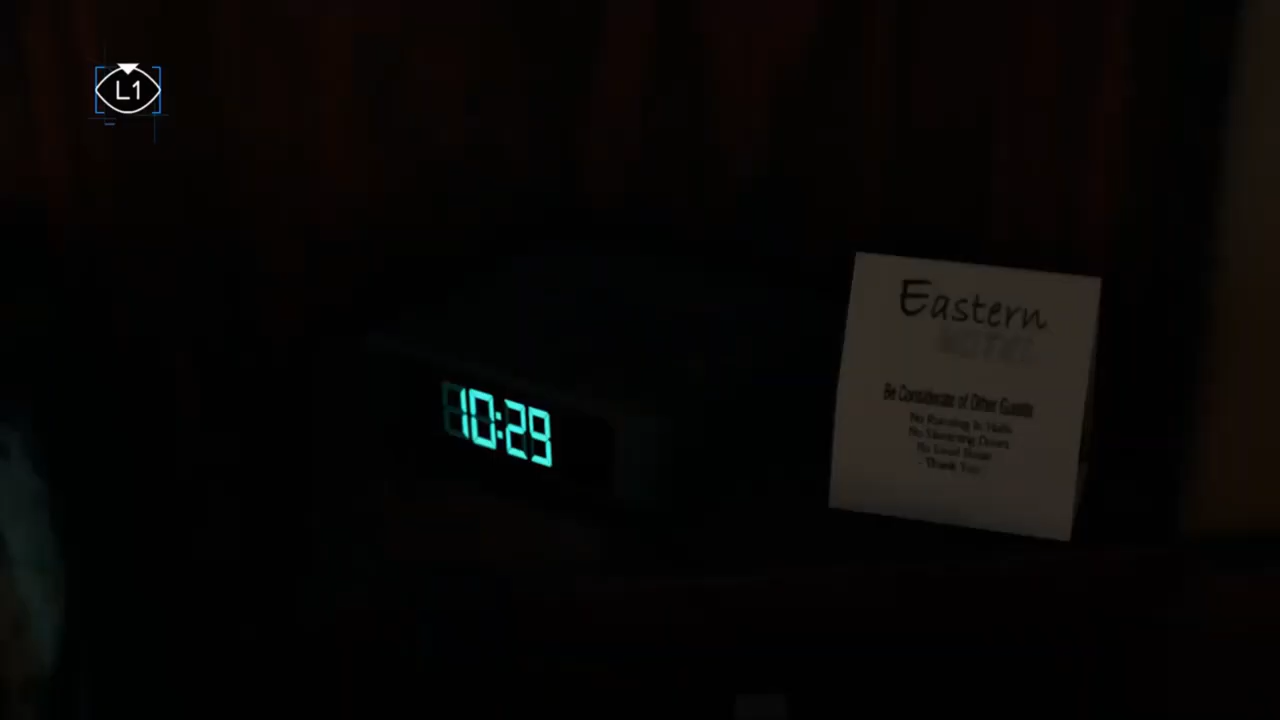 L1
10:29
Eastern
MOTEL
Be Considerate of Other Guests
No Running In Halls
No Slamming Doors
No Loud Noise
- Thank You